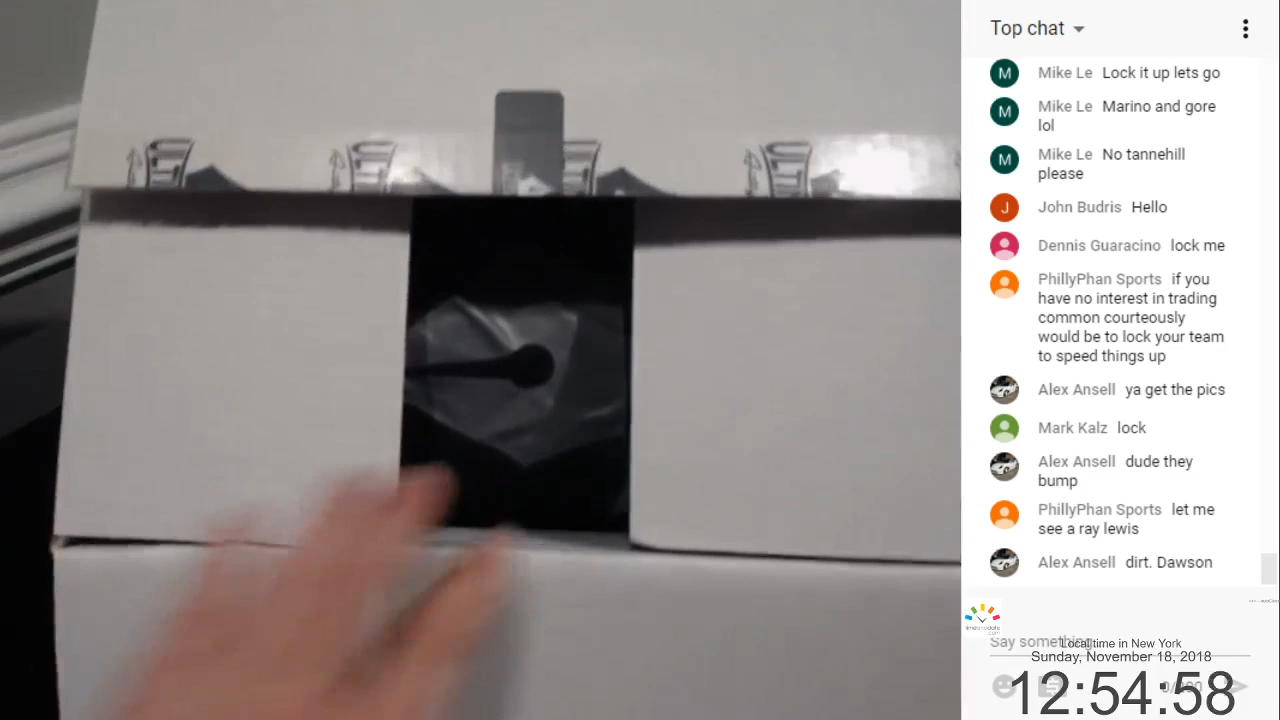 Top chat
Mike Le Lock it up lets go
Mike Le Marino and gore
lol
Mike Le No tannehill
please
John Budris Hello
Dennis Guaracino lock me
PhillyPhan Sports if you
have no interest in trading
common courteously
would be to lock your team
to speed things up
Alex Ansell ya get the pics
Mark Kalz lock
Alex Ansell dude they
bump
PhillyPhan Sports let me
see a ray lewis
Alex Ansell dirt. Dawson
M
M
M
J
Say something...
Local time in New York
Sunday, November 18, 2018
12:54:58